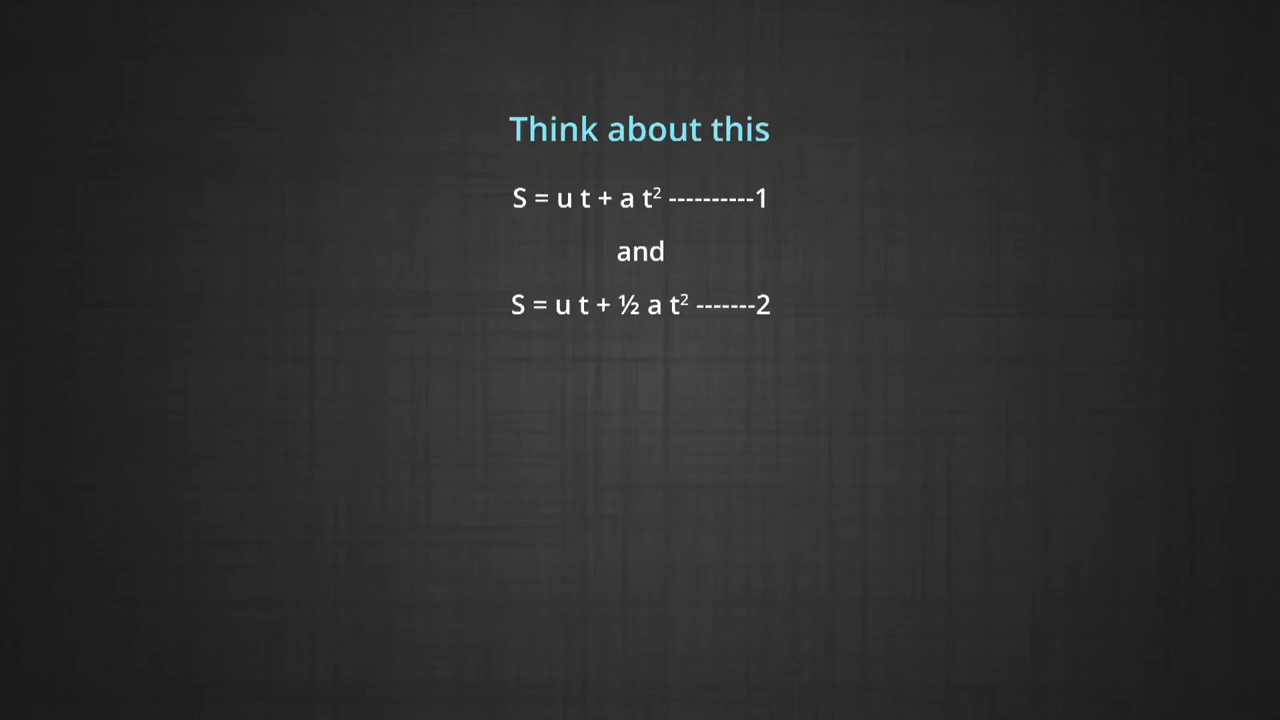 Think about this
S = u t + a t² ----------1
and
S = u t + ½ a t² -------2